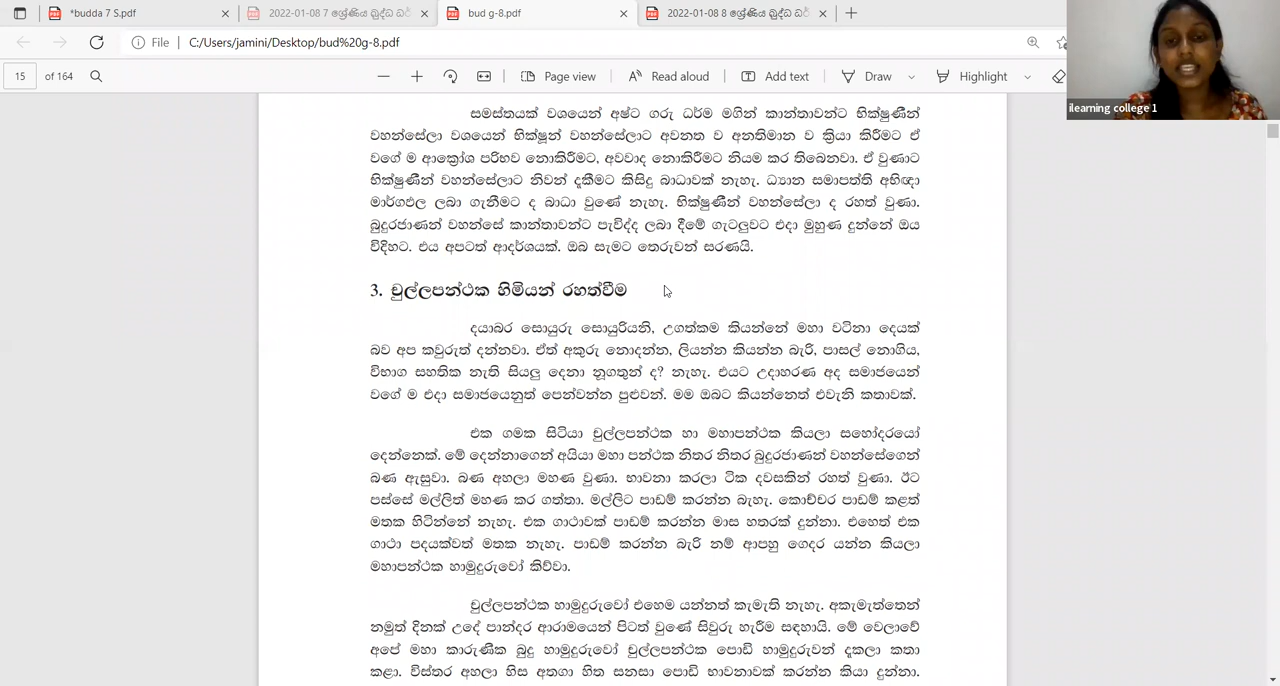 *budda 7 S.pdf
2022-01-08 7 ශ්‍රේණිය බුද්ධ ධර්
bud g-8.pdf
2022-01-08 8 ශ්‍රේණිය බුද්ධ ධර්
File C:/Users/jamini/Desktop/bud%20g-8.pdf
15 of 164
Page view
Read aloud
Add text
Draw
Highlight
ilearning college 1
සමස්තයක් වශයෙන් අෂ්ට ගරු ධර්ම මගින් කාන්තාවන්ට භික්ෂුණීන්
වහන්සේලා වශයෙන් භික්ෂූන් වහන්සේලාට අවනත ව අනතිමාන ව ක්‍රියා කිරීමට ඒ
වගේ ම ආක්‍රෝශ පරිභව නොකිරීමට, අවවාද නොකිරීමට නියම කර තිබෙනවා. ඒ වුණාට
භික්ෂුණීන් වහන්සේලාට නිවන් දැකීමට කිසිදු බාධාවක් නැහැ. ධ්‍යාන සමාපත්ති අභිඥා
මාර්ගඵල ලබා ගැනීමට ද බාධා වුණේ නැහැ. භික්ෂුණීන් වහන්සේලා ද රහත් වුණා.
බුදුරජාණන් වහන්සේ කාන්තාවන්ට පැවිද්ද ලබා දීමේ ගැටලුවට එදා මුහුණ දුන්නේ ඔය
විදිහට. එය අපටත් ආදර්ශයක්. ඔබ සැමට තෙරුවන් සරණයි.
3. චුල්ලපන්ථක හිමියන් රහත්වීම
දයාබර සොයුරු සොයුරියනි, උගත්කම කියන්නේ මහා වටිනා දෙයක්
බව අප කවුරුත් දන්නවා. ඒත් අකුරු නොදන්න, ලියන්න කියන්න බැරි, පාසල් නොගිය,
විභාග සහතික නැති සියලු දෙනා නූගතුන් ද? නැහැ. එයට උදාහරණ අද සමාජයෙන්
වගේ ම එදා සමාජයෙනුත් පෙන්වන්න පුළුවන්. මම ඔබට කියන්නෙත් එවැනි කතාවක්.
එක ගමක සිටියා චුල්ලපන්ථක හා මහාපන්ථක කියලා සහෝදරයෝ
දෙන්නෙක්. මේ දෙන්නාගෙන් අයියා මහා පන්ථක නිතර නිතර බුදුරජාණන් වහන්සේගෙන්
බණ ඇසුවා. බණ අහලා මහණ වුණා. භාවනා කරලා ටික දවසකින් රහත් වුණා. ඊට
පස්සේ මල්ලිත් මහණ කර ගත්තා. මල්ලිට පාඩම් කරන්න බැහැ. කොච්චර පාඩම් කළත්
මතක හිටින්නේ නැහැ. එක ගාථාවක් පාඩම් කරන්න මාස හතරක් දුන්නා. එහෙත් එක
ගාථා පදයක්වත් මතක නැහැ. පාඩම් කරන්න බැරි නම් ආපහු ගෙදර යන්න කියලා
මහාපන්ථක හාමුදුරුවෝ කිව්වා.
චුල්ලපන්ථක හාමුදුරුවෝ එහෙම යන්නත් කැමැති නැහැ. අකැමැත්තෙන්
නමුත් දිනක් උදේ පාන්දර ආරාමයෙන් පිටත් වුණේ සිවුරු හැරීම සඳහායි. මේ වෙලාවේ
අපේ මහා කාරුණික බුදු හාමුදුරුවෝ චුල්ලපන්ථක පොඩි හාමුදුරුවන් දැකලා කතා
කළා. විස්තර අහලා හිස අතගා හිත සනසා පොඩි භාවනාවක් කරන්න කියා දුන්නා.